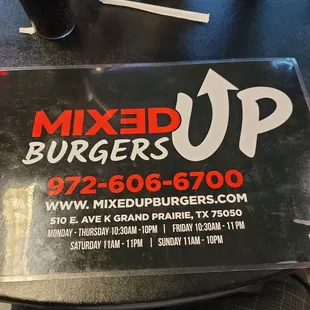 MIXED UP
BURGERS
972-606-6700
WWW. MIXEDUPBURGERS.COM
510 E. AVE K GRAND PRAIRIE, TX 75050
MONDAY - THURSDAY 10:30AM -10PM | FRIDAY 10:30AM - 11 PM
SATURDAY 11AM - 11PM | SUNDAY 11AM - 10PM